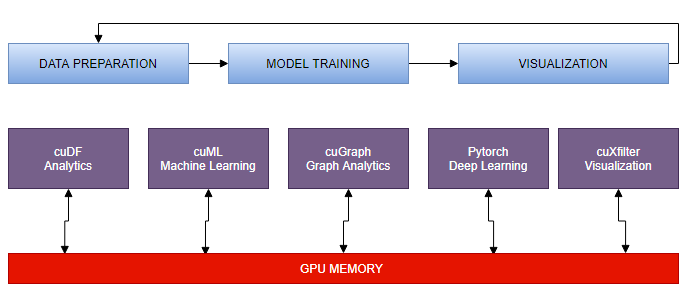 DATA PREPARATION
MODEL TRAINING
VISUALIZATION
cuDF
Analytics
cuML
Machine Learning
cuGraph
Graph Analytics
Pytorch
Deep Learning
cuXfilter
Visualization
GPU MEMORY